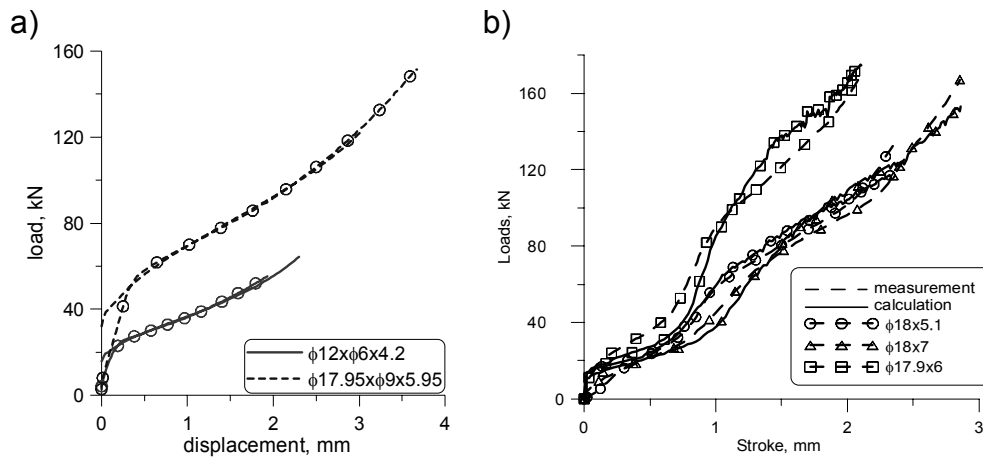 a)
load, kN
160
120
80
40
0
0 1 2 3 4
displacement, mm
ϕ12xϕ6x4.2
ϕ17.95xϕ9x5.95
b)
Loads, kN
160
120
80
40
0
0 1 2 3
Stroke, mm
measurement
calculation
ϕ18x5.1
ϕ18x7
ϕ17.9x6